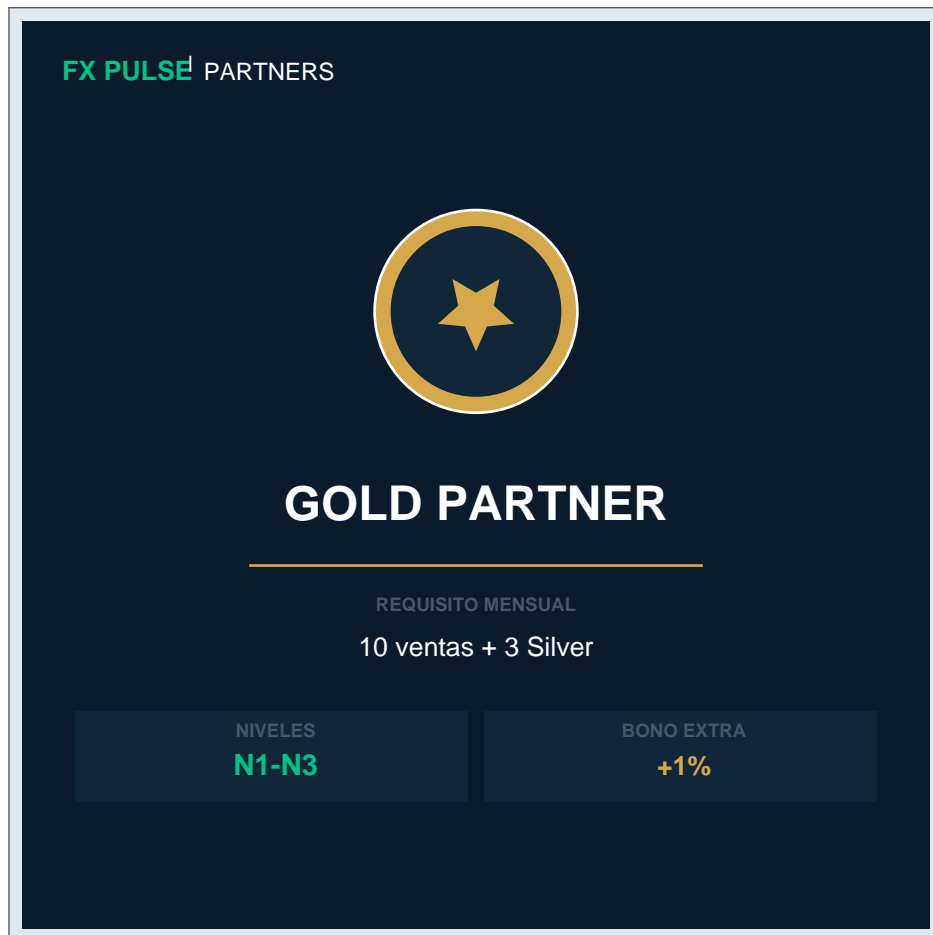 FX PULSE | PARTNERS
GOLD PARTNER
REQUISITO MENSUAL
10 ventas + 3 Silver
NIVELES
N1-N3
BONO EXTRA
+1%